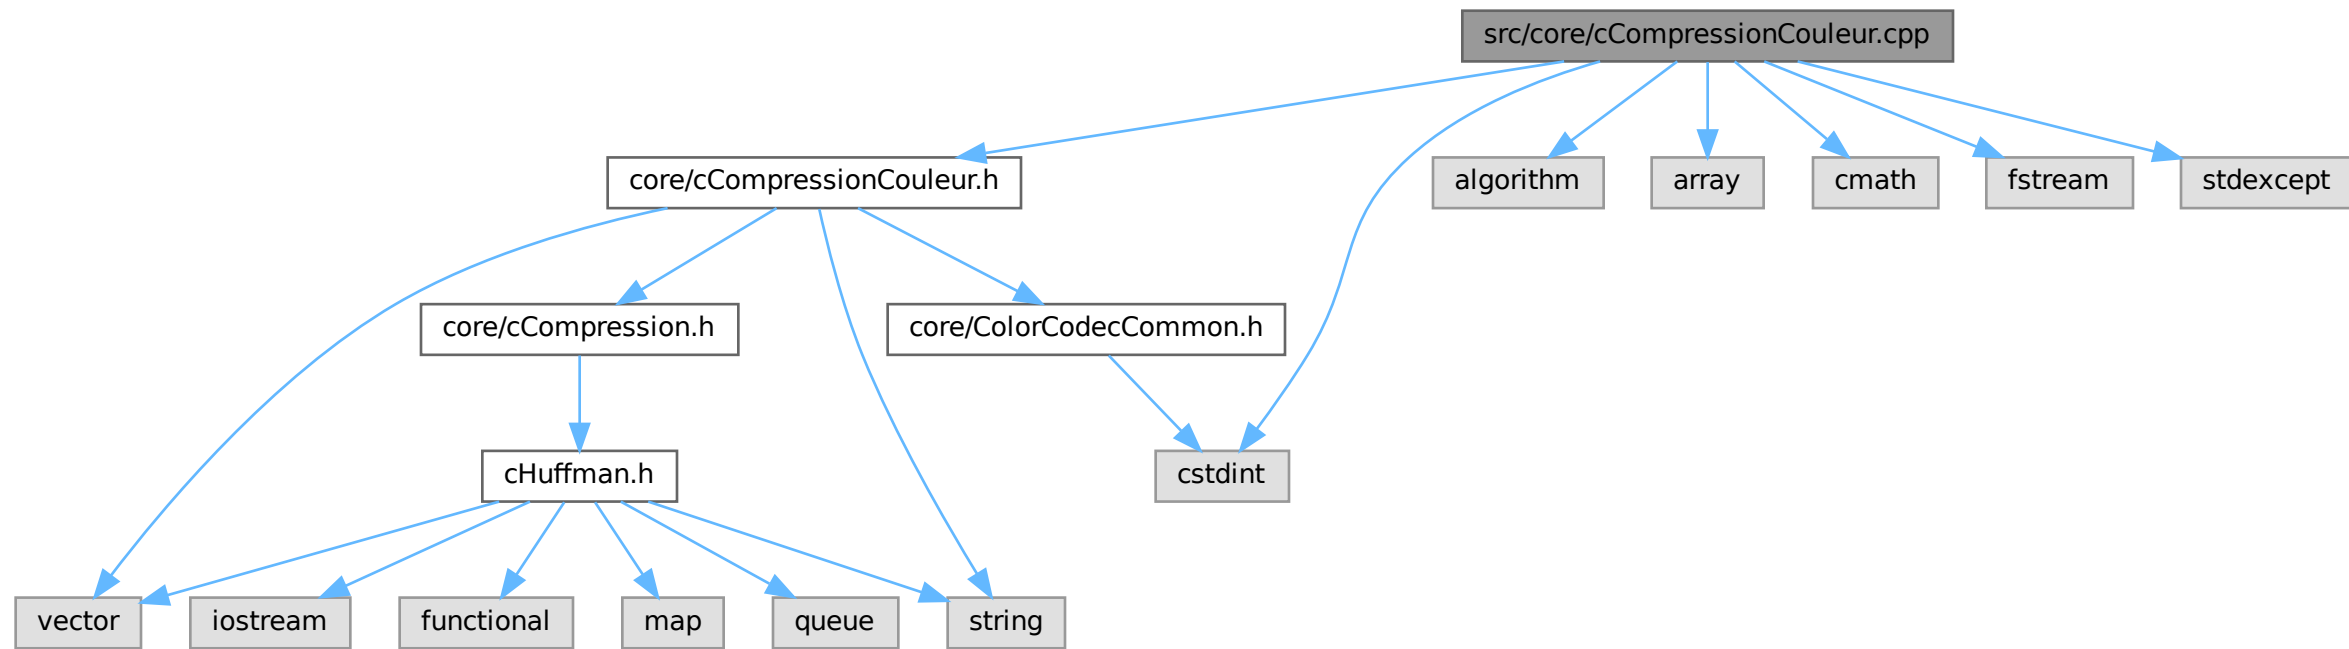 src/core/cCompressionCouleur.cpp
core/cCompressionCouleur.h
algorithm
array
cmath
fstream
stdexcept
core/cCompression.h
core/ColorCodecCommon.h
cHuffman.h
cstdint
vector
iostream
functional
map
queue
string